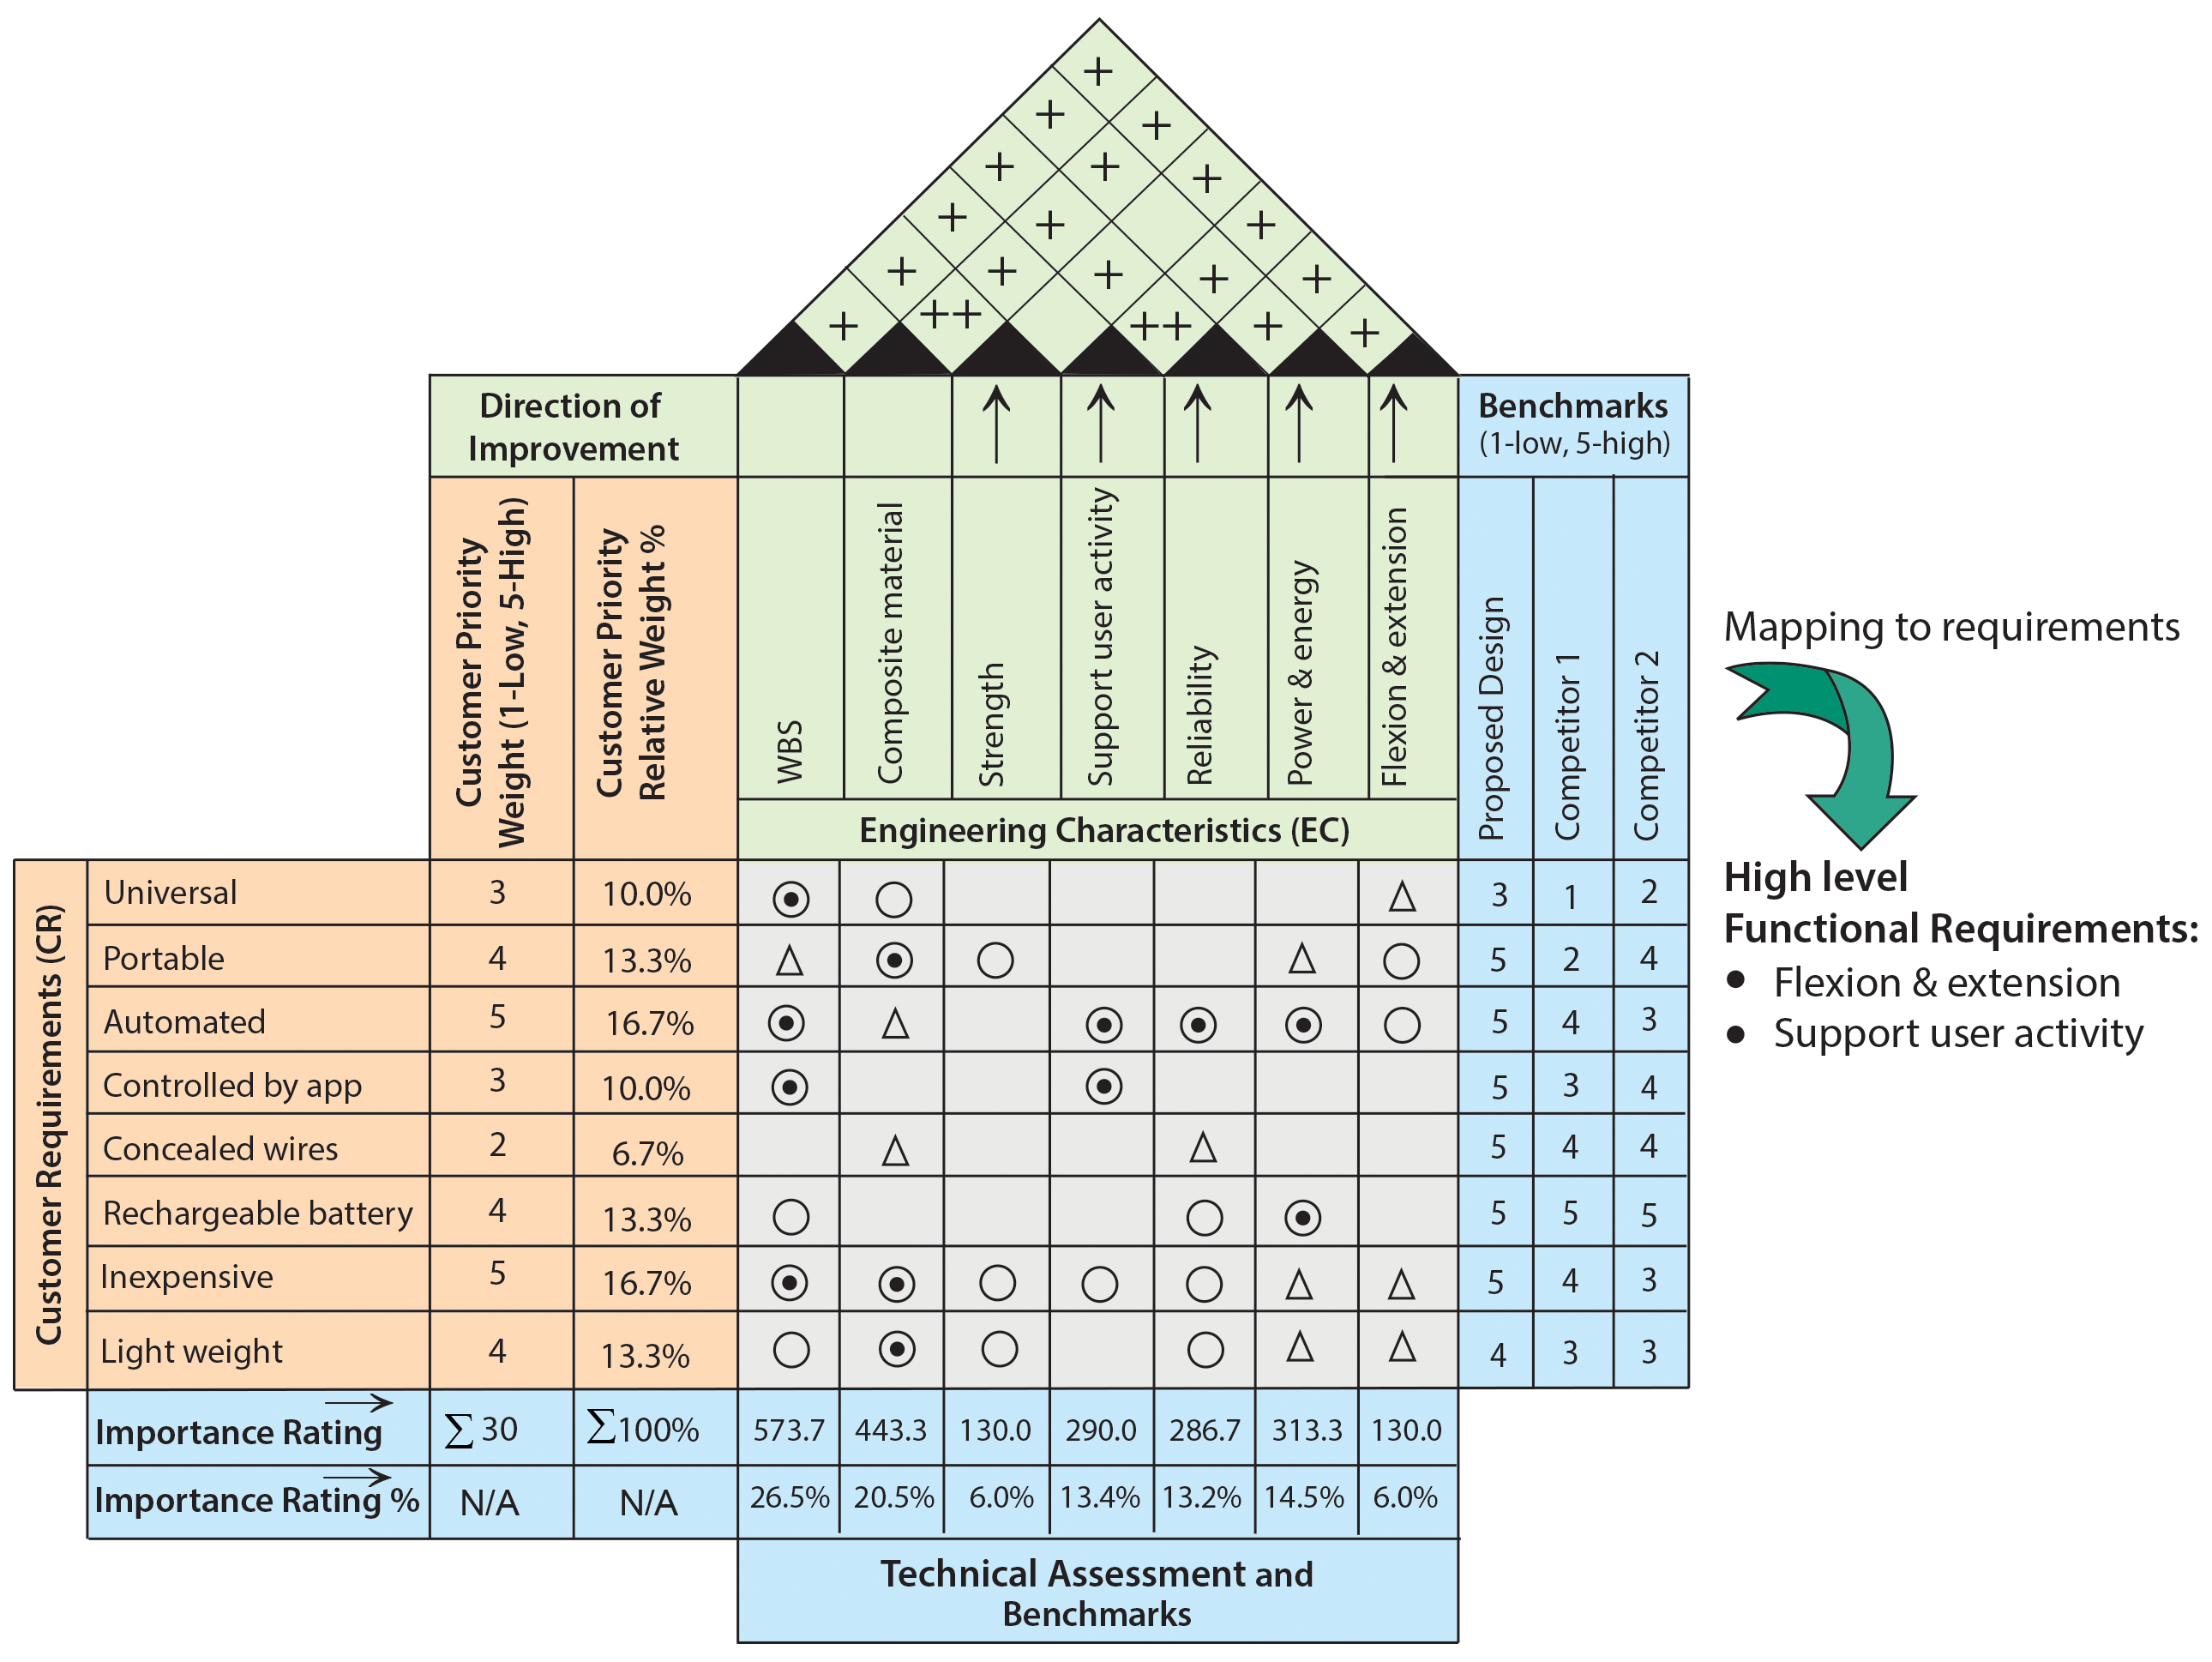 +
+ +
+ + +
+ + +
+ + + +
+ ++ ++ + +
Direction of
Improvement
Benchmarks
(1-low, 5-high)
Customer Priority
Weight (1-Low, 5-High)
Customer Priority
Relative Weight %
WBS
Composite material
Strength
Support user activity
Reliability
Power & energy
Flexion & extension
Proposed Design
Competitor 1
Competitor 2
Engineering Characteristics (EC)
Mapping to requirements
High level
Functional Requirements:
• Flexion & extension
• Support user activity
Customer Requirements (CR)
Universal 3 10.0% 3 1 2
Portable 4 13.3% 5 2 4
Automated 5 16.7% 5 4 3
Controlled by app 3 10.0% 5 3 4
Concealed wires 2 6.7% 5 4 4
Rechargeable battery 4 13.3% 5 5 5
Inexpensive 5 16.7% 5 4 3
Light weight 4 13.3% 4 3 3
Importance Rating ∑ 30 ∑100% 573.7 443.3 130.0 290.0 286.7 313.3 130.0
Importance Rating % N/A N/A 26.5% 20.5% 6.0% 13.4% 13.2% 14.5% 6.0%
Technical Assessment and
Benchmarks